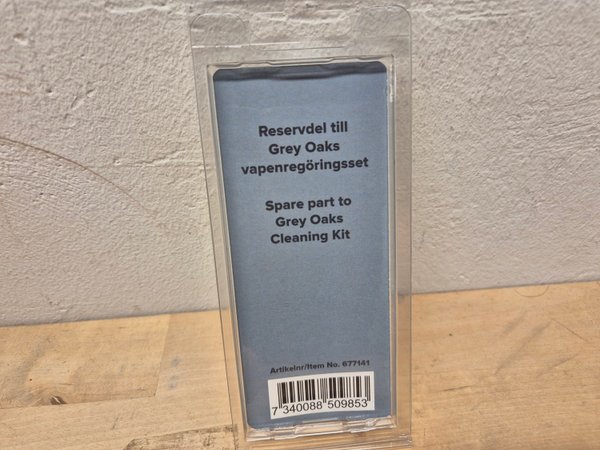 Reservdel till
Grey Oaks
vapenregöringsset
Spare part to
Grey Oaks
Cleaning Kit
Artikelnr/Item No. 677141
7 340088 509853